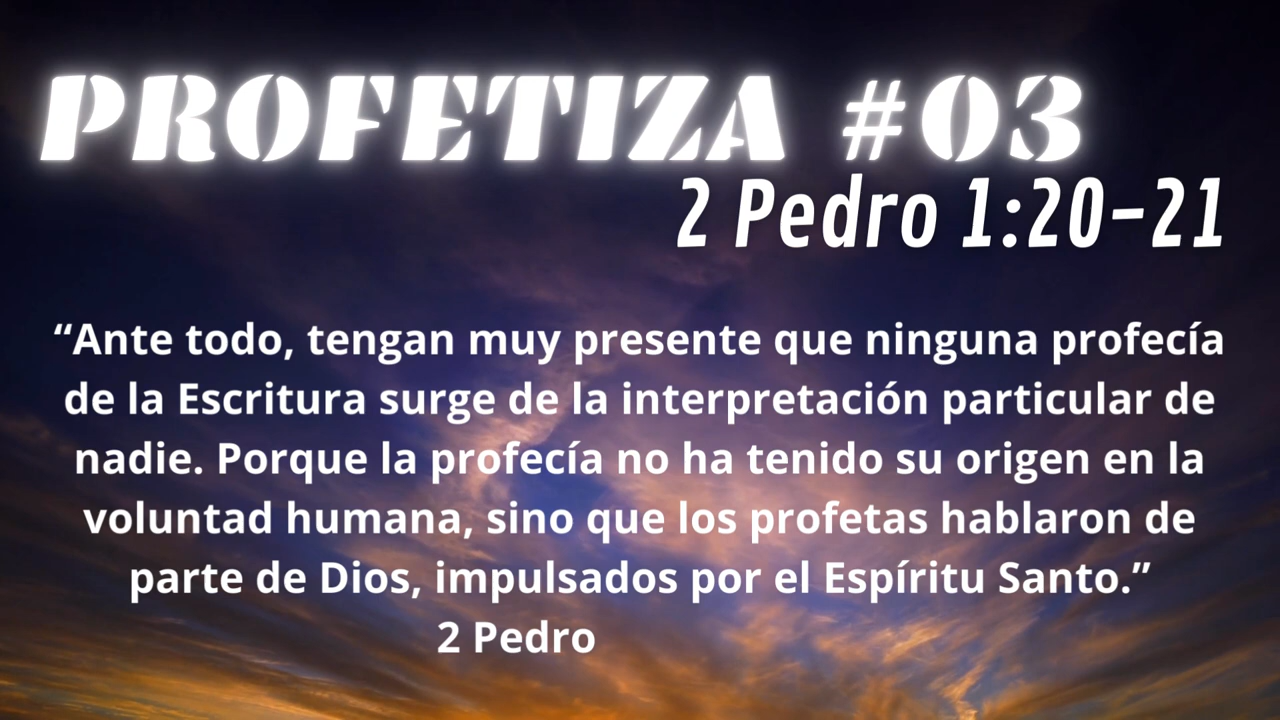 PROFETIZA #03
2 Pedro 1:20-21
“Ante todo, tengan muy presente que ninguna profecía
de la Escritura surge de la interpretación particular de
nadie. Porque la profecía no ha tenido su origen en la
voluntad humana, sino que los profetas hablaron de
parte de Dios, impulsados por el Espíritu Santo.”
2 Pedro